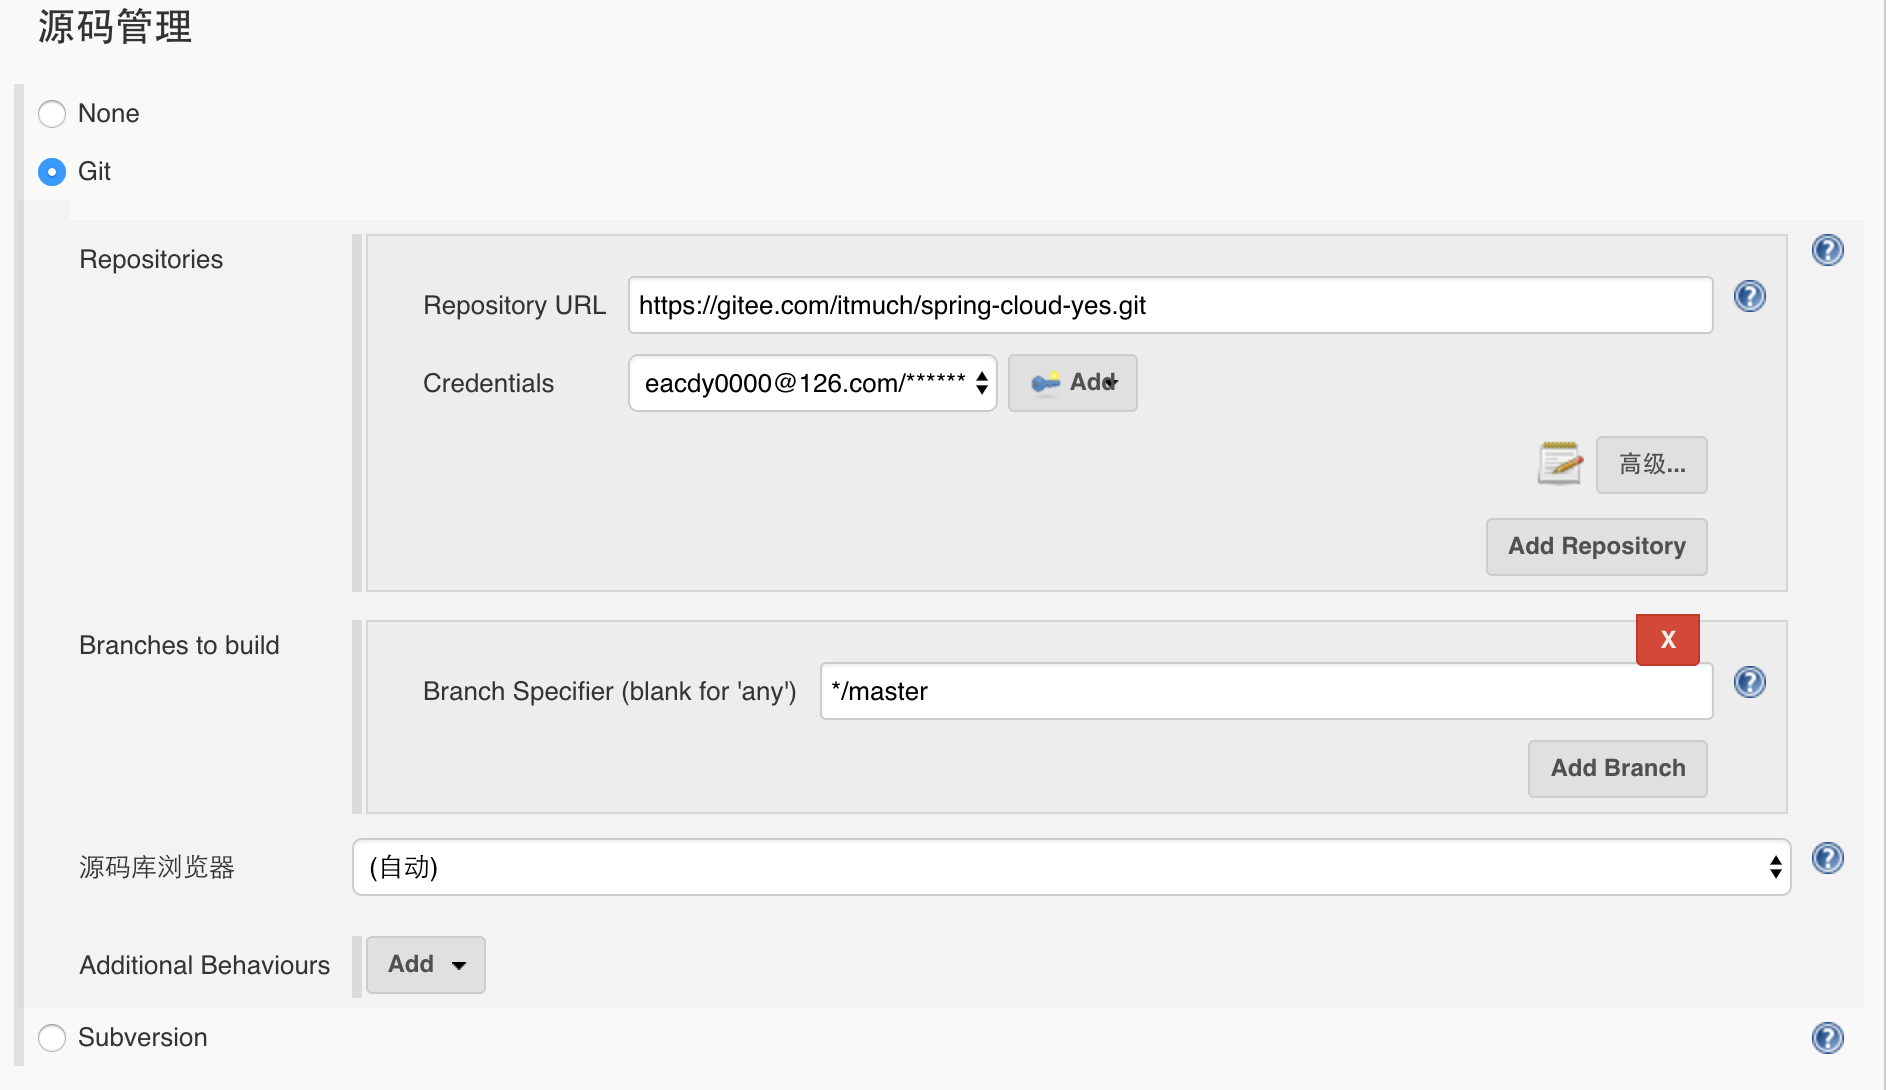 源码管理
None
Git
Repositories
Repository URL https://gitee.com/itmuch/spring-cloud-yes.git
Credentials eacdy0000@126.com/****** Add
高级...
Add Repository
Branches to build
X
Branch Specifier (blank for 'any') */master
Add Branch
源码库浏览器 (自动)
Additional Behaviours Add
Subversion